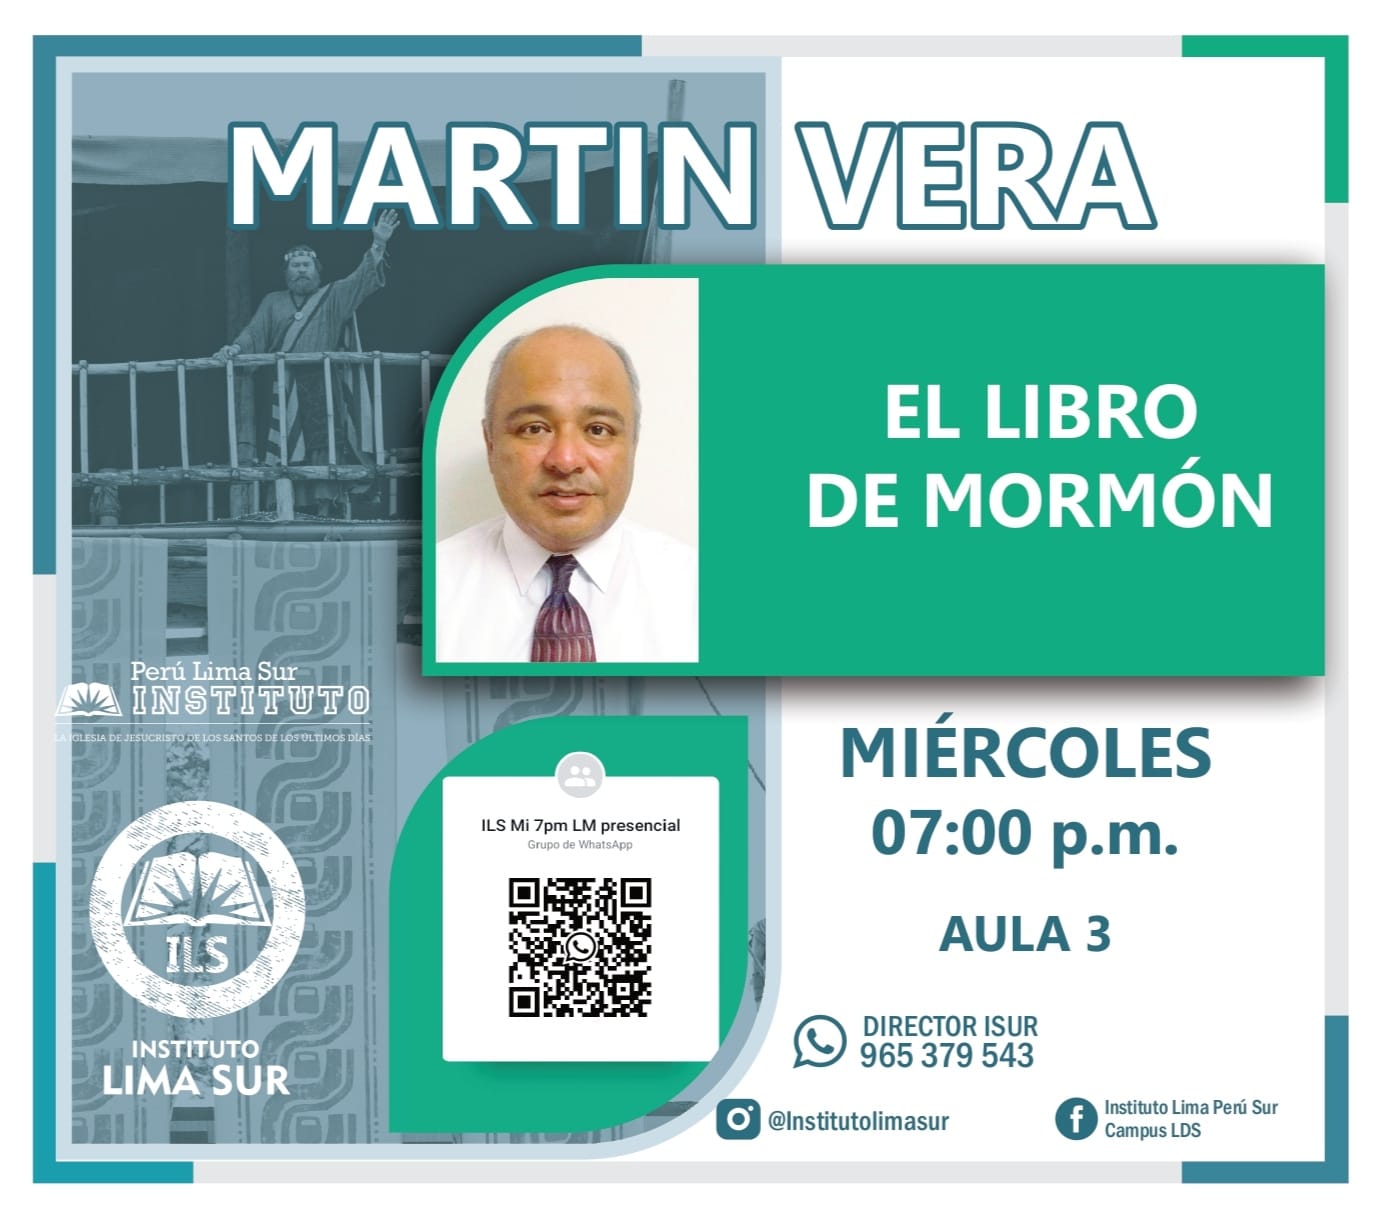 MARTIN VERA
EL LIBRO
DE MORMÓN
Perú Lima Sur
INSTITUTO
LA IGLESIA DE JESUCRISTO DE LOS SANTOS DE LOS ÚLTIMOS DÍAS
ILS
INSTITUTO
LIMA SUR
ILS Mi 7pm LM presencial
Grupo de WhatsApp
MIÉRCOLES
07:00 p.m.
AULA 3
DIRECTOR ISUR
965 379 543
@Institutolimasur
Instituto Lima Perú Sur
Campus LDS